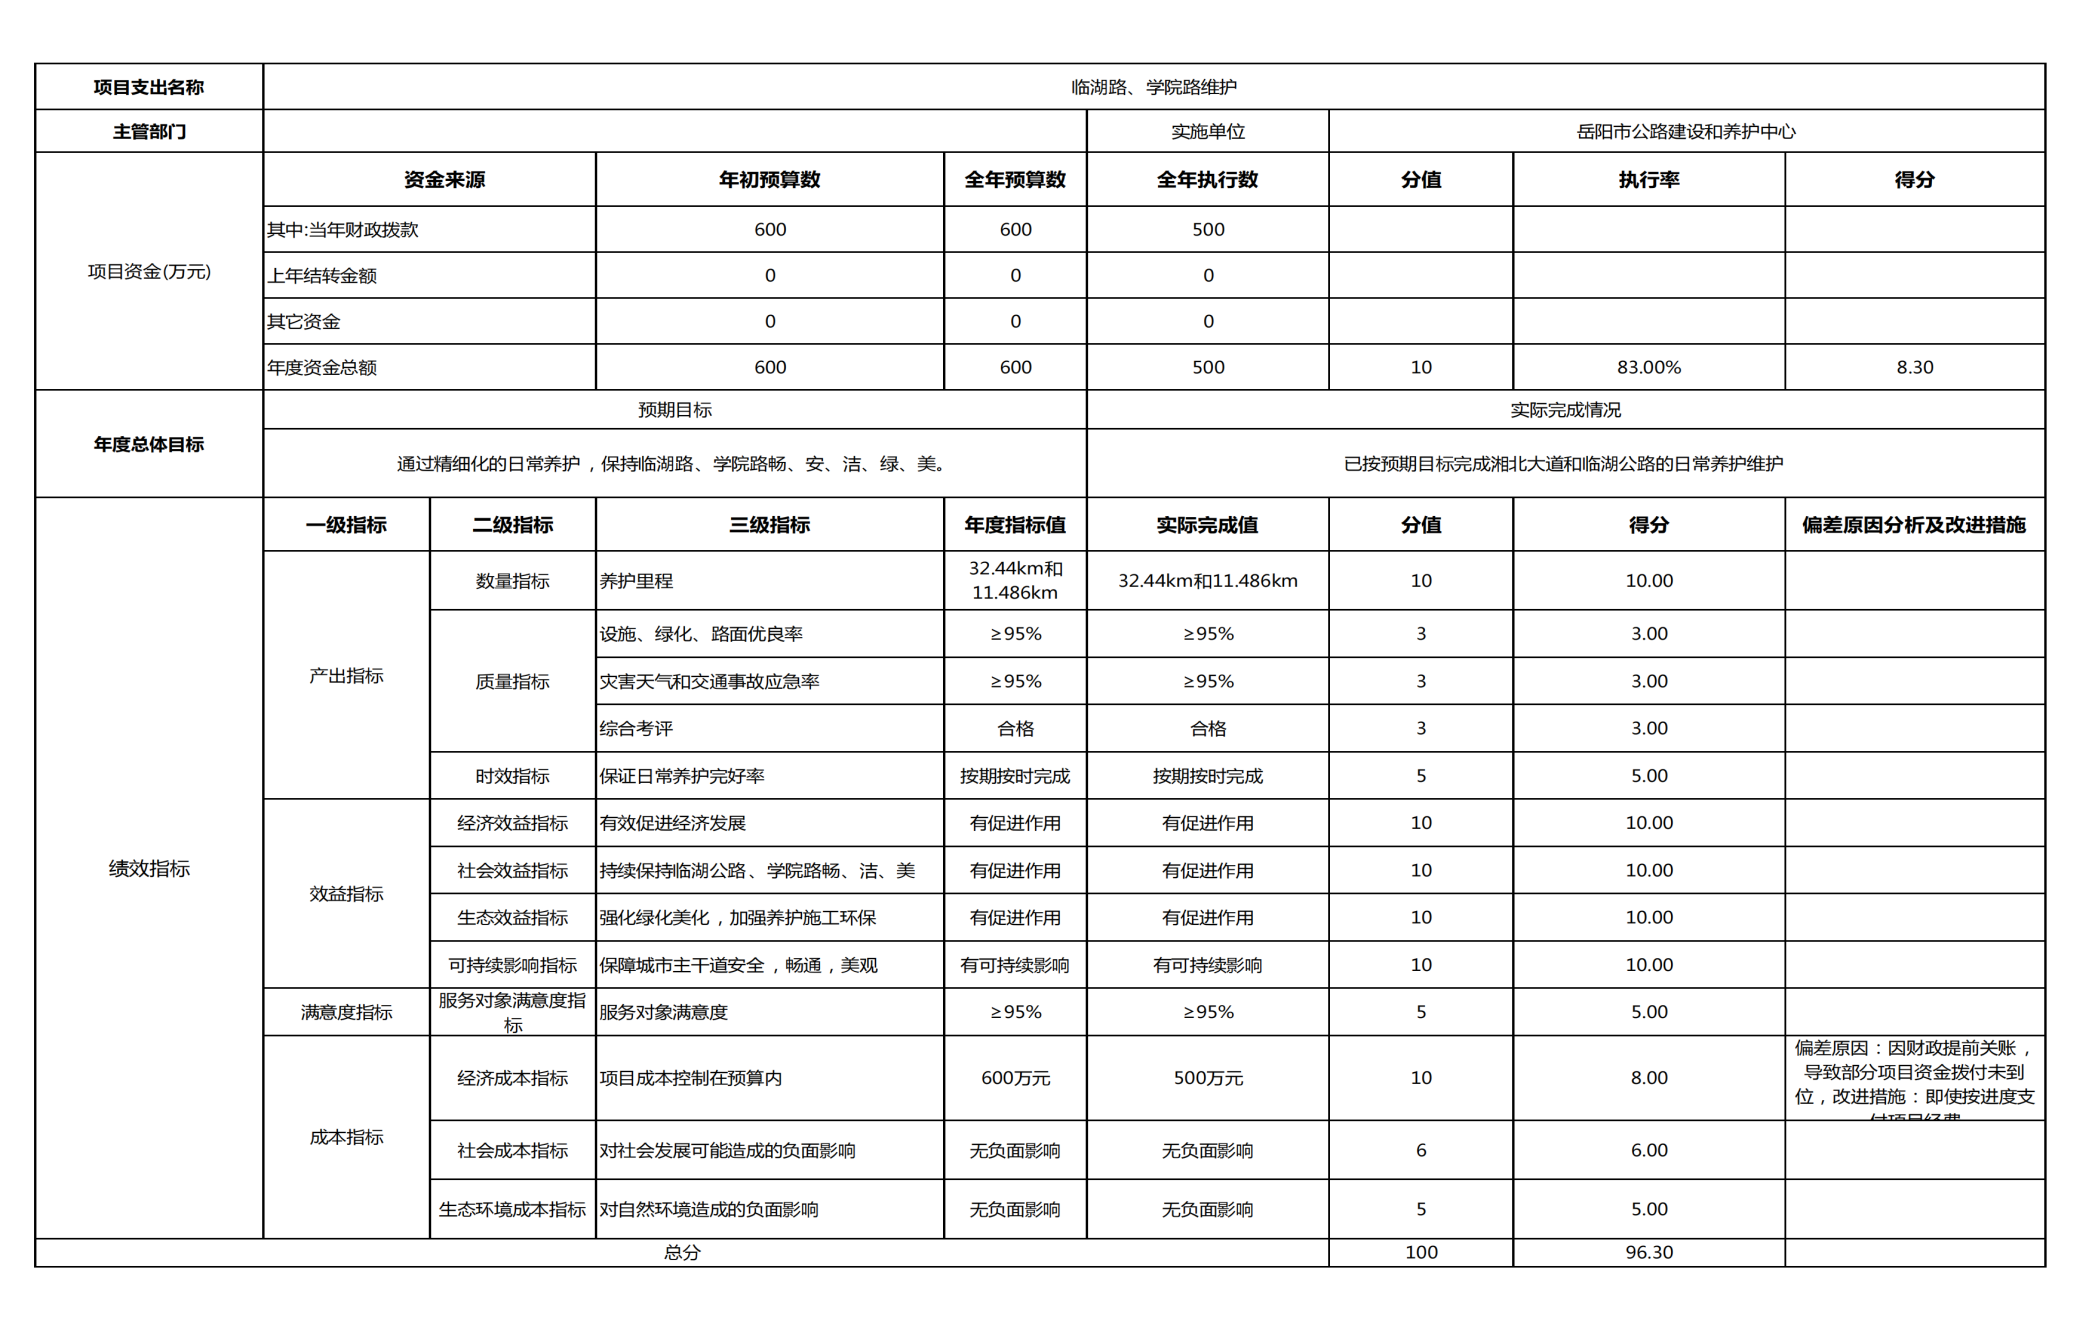 项目支出名称 临湖路、学院路维护
主管部门 实施单位 岳阳市公路建设和养护中心
项目资金(万元) 资金来源 年初预算数 全年预算数 全年执行数 分值 执行率 得分
其中:当年财政拨款 600 600 500
上年结转金额 0 0 0
其它资金 0 0 0
年度资金总额 600 600 500 10 83.00% 8.30
年度总体目标 预期目标 实际完成情况
通过精细化的日常养护，保持临湖路、学院路畅、安、洁、绿、美。 已按预期目标完成湘北大道和临湖公路的日常养护维护
绩效指标 一级指标 二级指标 三级指标 年度指标值 实际完成值 分值 得分 偏差原因分析及改进措施
产出指标 数量指标 养护里程 32.44km和
11.486km 32.44km和11.486km 10 10.00
质量指标 设施、绿化、路面优良率 ≥95% ≥95% 3 3.00
灾害天气和交通事故应急率 ≥95% ≥95% 3 3.00
综合考评 合格 合格 3 3.00
时效指标 保证日常养护完好率 按期按时完成 按期按时完成 5 5.00
效益指标 经济效益指标 有效促进经济发展 有促进作用 有促进作用 10 10.00
社会效益指标 持续保持临湖公路、学院路畅、洁、美 有促进作用 有促进作用 10 10.00
生态效益指标 强化绿化美化，加强养护施工环保 有促进作用 有促进作用 10 10.00
可持续影响指标 保障城市主干道安全，畅通，美观 有可持续影响 有可持续影响 10 10.00
满意度指标 服务对象满意度指
标 服务对象满意度 ≥95% ≥95% 5 5.00
成本指标 经济成本指标 项目成本控制在预算内 600万元 500万元 10 8.00 偏差原因：因财政提前关账，
导致部分项目资金拨付未到
位，改进措施：即使按进度支
付项目经费
社会成本指标 对社会发展可能造成的负面影响 无负面影响 无负面影响 6 6.00
生态环境成本指标 对自然环境造成的负面影响 无负面影响 无负面影响 5 5.00
总分 100 96.30